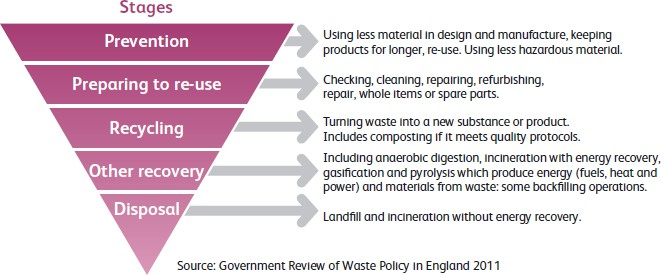 Stages
Prevention
Using less material in design and manufacture, keeping
products for longer, re-use. Using less hazardous material.
Preparing to re-use
Checking, cleaning, repairing, refurbishing,
repair, whole items or spare parts.
Recycling
Turning waste into a new substance or product.
Includes composting if it meets quality protocols.
Other recovery
Including anaerobic digestion, incineration with energy recovery,
gasification and pyrolysis which produce energy (fuels, heat and
power) and materials from waste: some backfilling operations.
Disposal
Landfill and incineration without energy recovery.
Source: Government Review of Waste Policy in England 2011